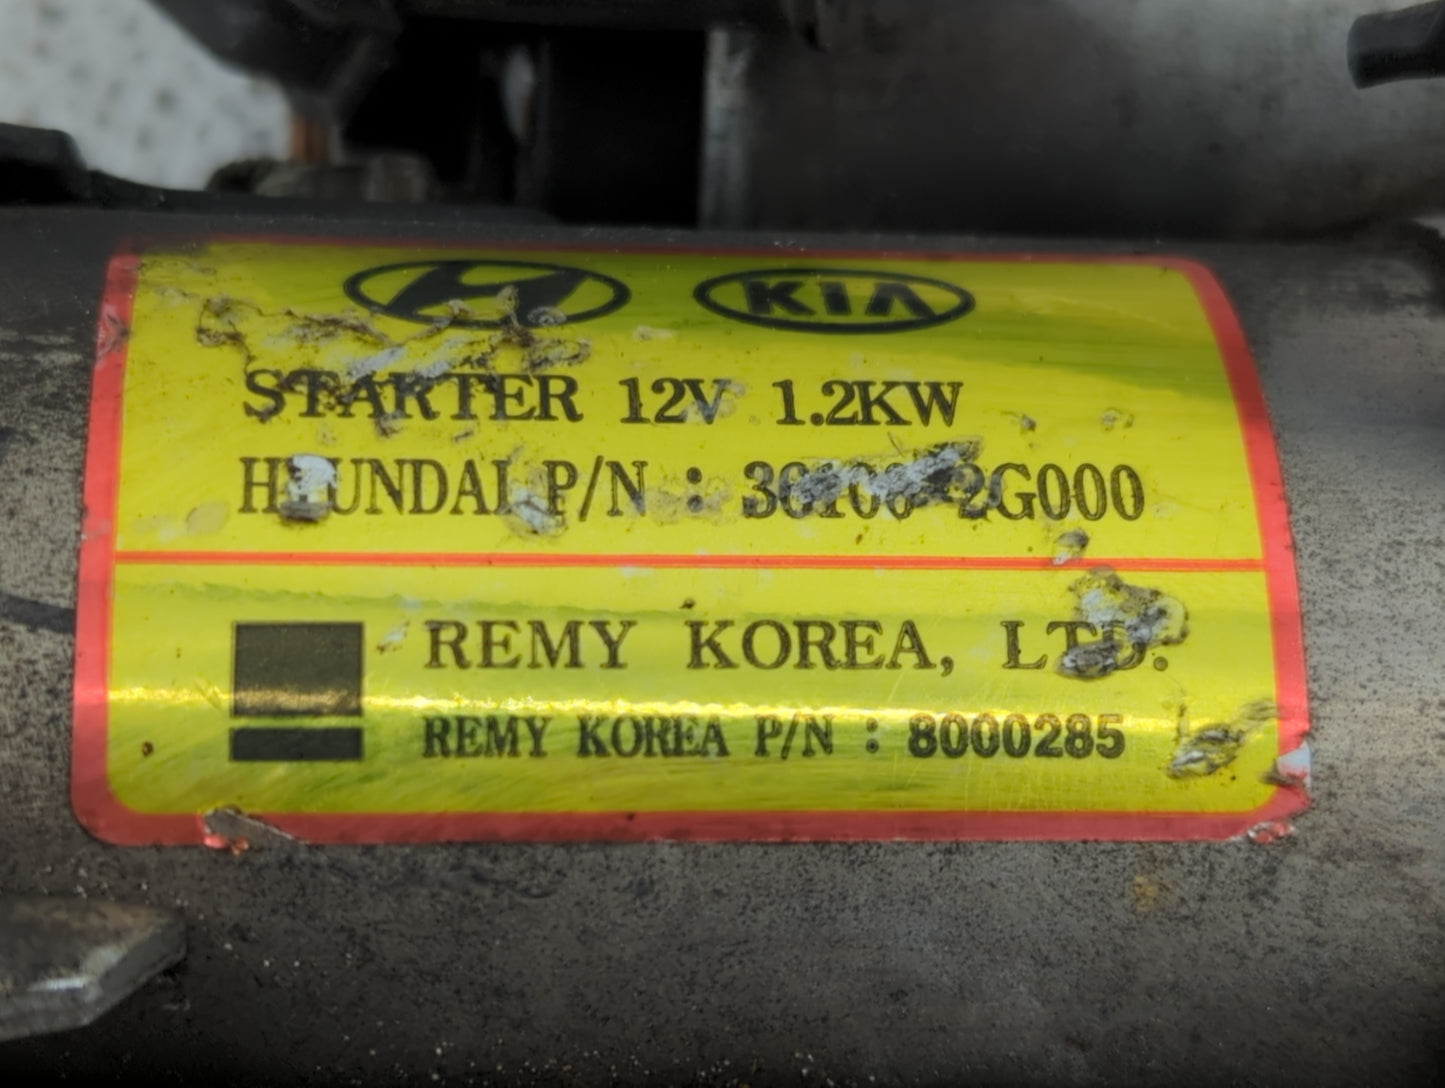 KIA
STARTER 12V 1.2KW
HYUNDAI P/N : 36100-2G000
REMY KOREA, LTD.
REMY KOREA P/N : 8000285